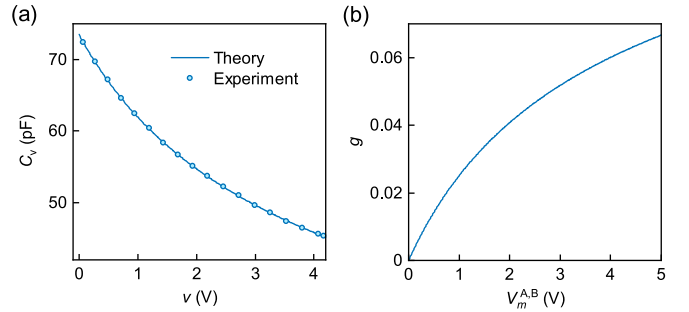 (a)
70
60
50
C_v (pF)
Theory
Experiment
0 1 2 3 4
v (V)
(b)
0.06
0.04
0.02
0
g
0 1 2 3 4 5
V_m^{A,B} (V)